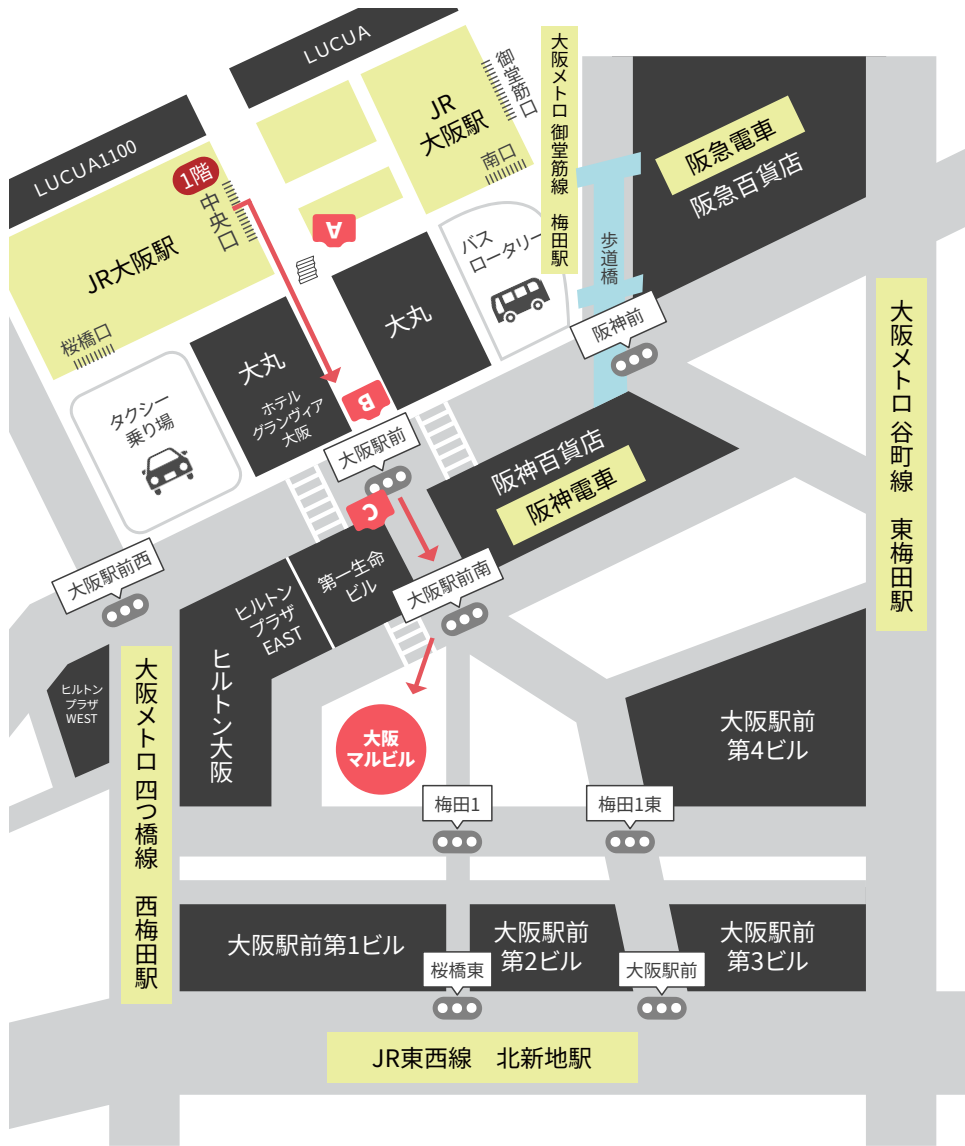 LUCUA
LUCUA1100
JR
大阪駅
御堂筋口
南口
大阪メトロ 御堂筋線 梅田駅
阪急電車
阪急百貨店
1階
中央口
JR大阪駅
桜橋口
A
バス
ロータリー
歩道橋
阪神前
大丸
大丸
ホテル
グランヴィア
大阪
タクシー
乗り場
B
大阪駅前
阪神百貨店
阪神電車
大阪メトロ 谷町線 東梅田駅
C
第一生命
ビル
大阪駅前南
大阪駅前西
ヒルトン
プラザ
EAST
ヒルトン大阪
ヒルトン
プラザ
WEST
大阪メトロ 四つ橋線 西梅田駅
大阪
マルビル
大阪駅前
第4ビル
梅田1
梅田1東
大阪駅前第1ビル
大阪駅前
第2ビル
大阪駅前
第3ビル
桜橋東
大阪駅前
JR東西線 北新地駅